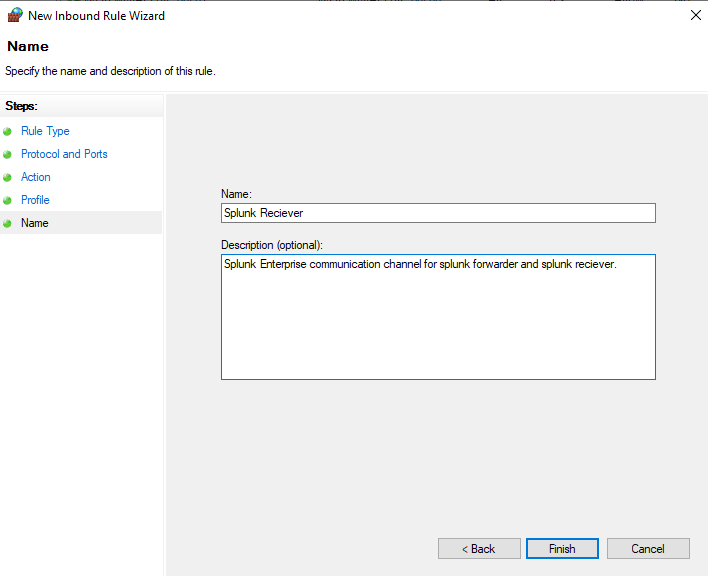 New Inbound Rule Wizard
Name
Specify the name and description of this rule.
Steps:
Rule Type
Protocol and Ports
Action
Profile
Name
Name:
Splunk Reciever
Description (optional):
Splunk Enterprise communication channel for splunk forwarder and splunk reciever.
< Back
Finish
Cancel